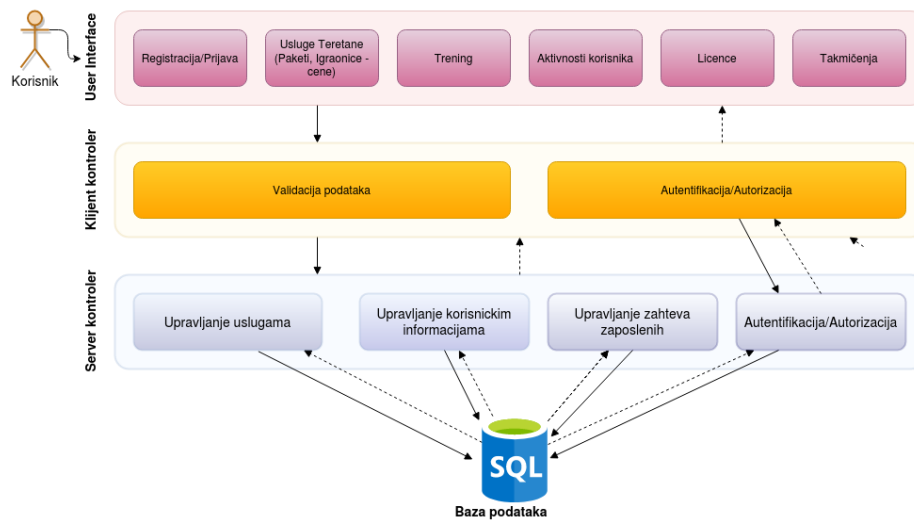 Korisnik
User Interface
Registracija/Prijava
Usluge Teretane
(Paketi, Igraonice -
cene)
Trening
Aktivnosti korisnika
Licence
Takmičenja
Klijent kontroler
Validacija podataka
Autentifikacija/Autorizacija
Server kontroler
Upravljanje uslugama
Upravljanje korisnickim
informacijama
Upravljanje zahteva
zaposlenih
Autentifikacija/Autorizacija
SQL
Baza podataka